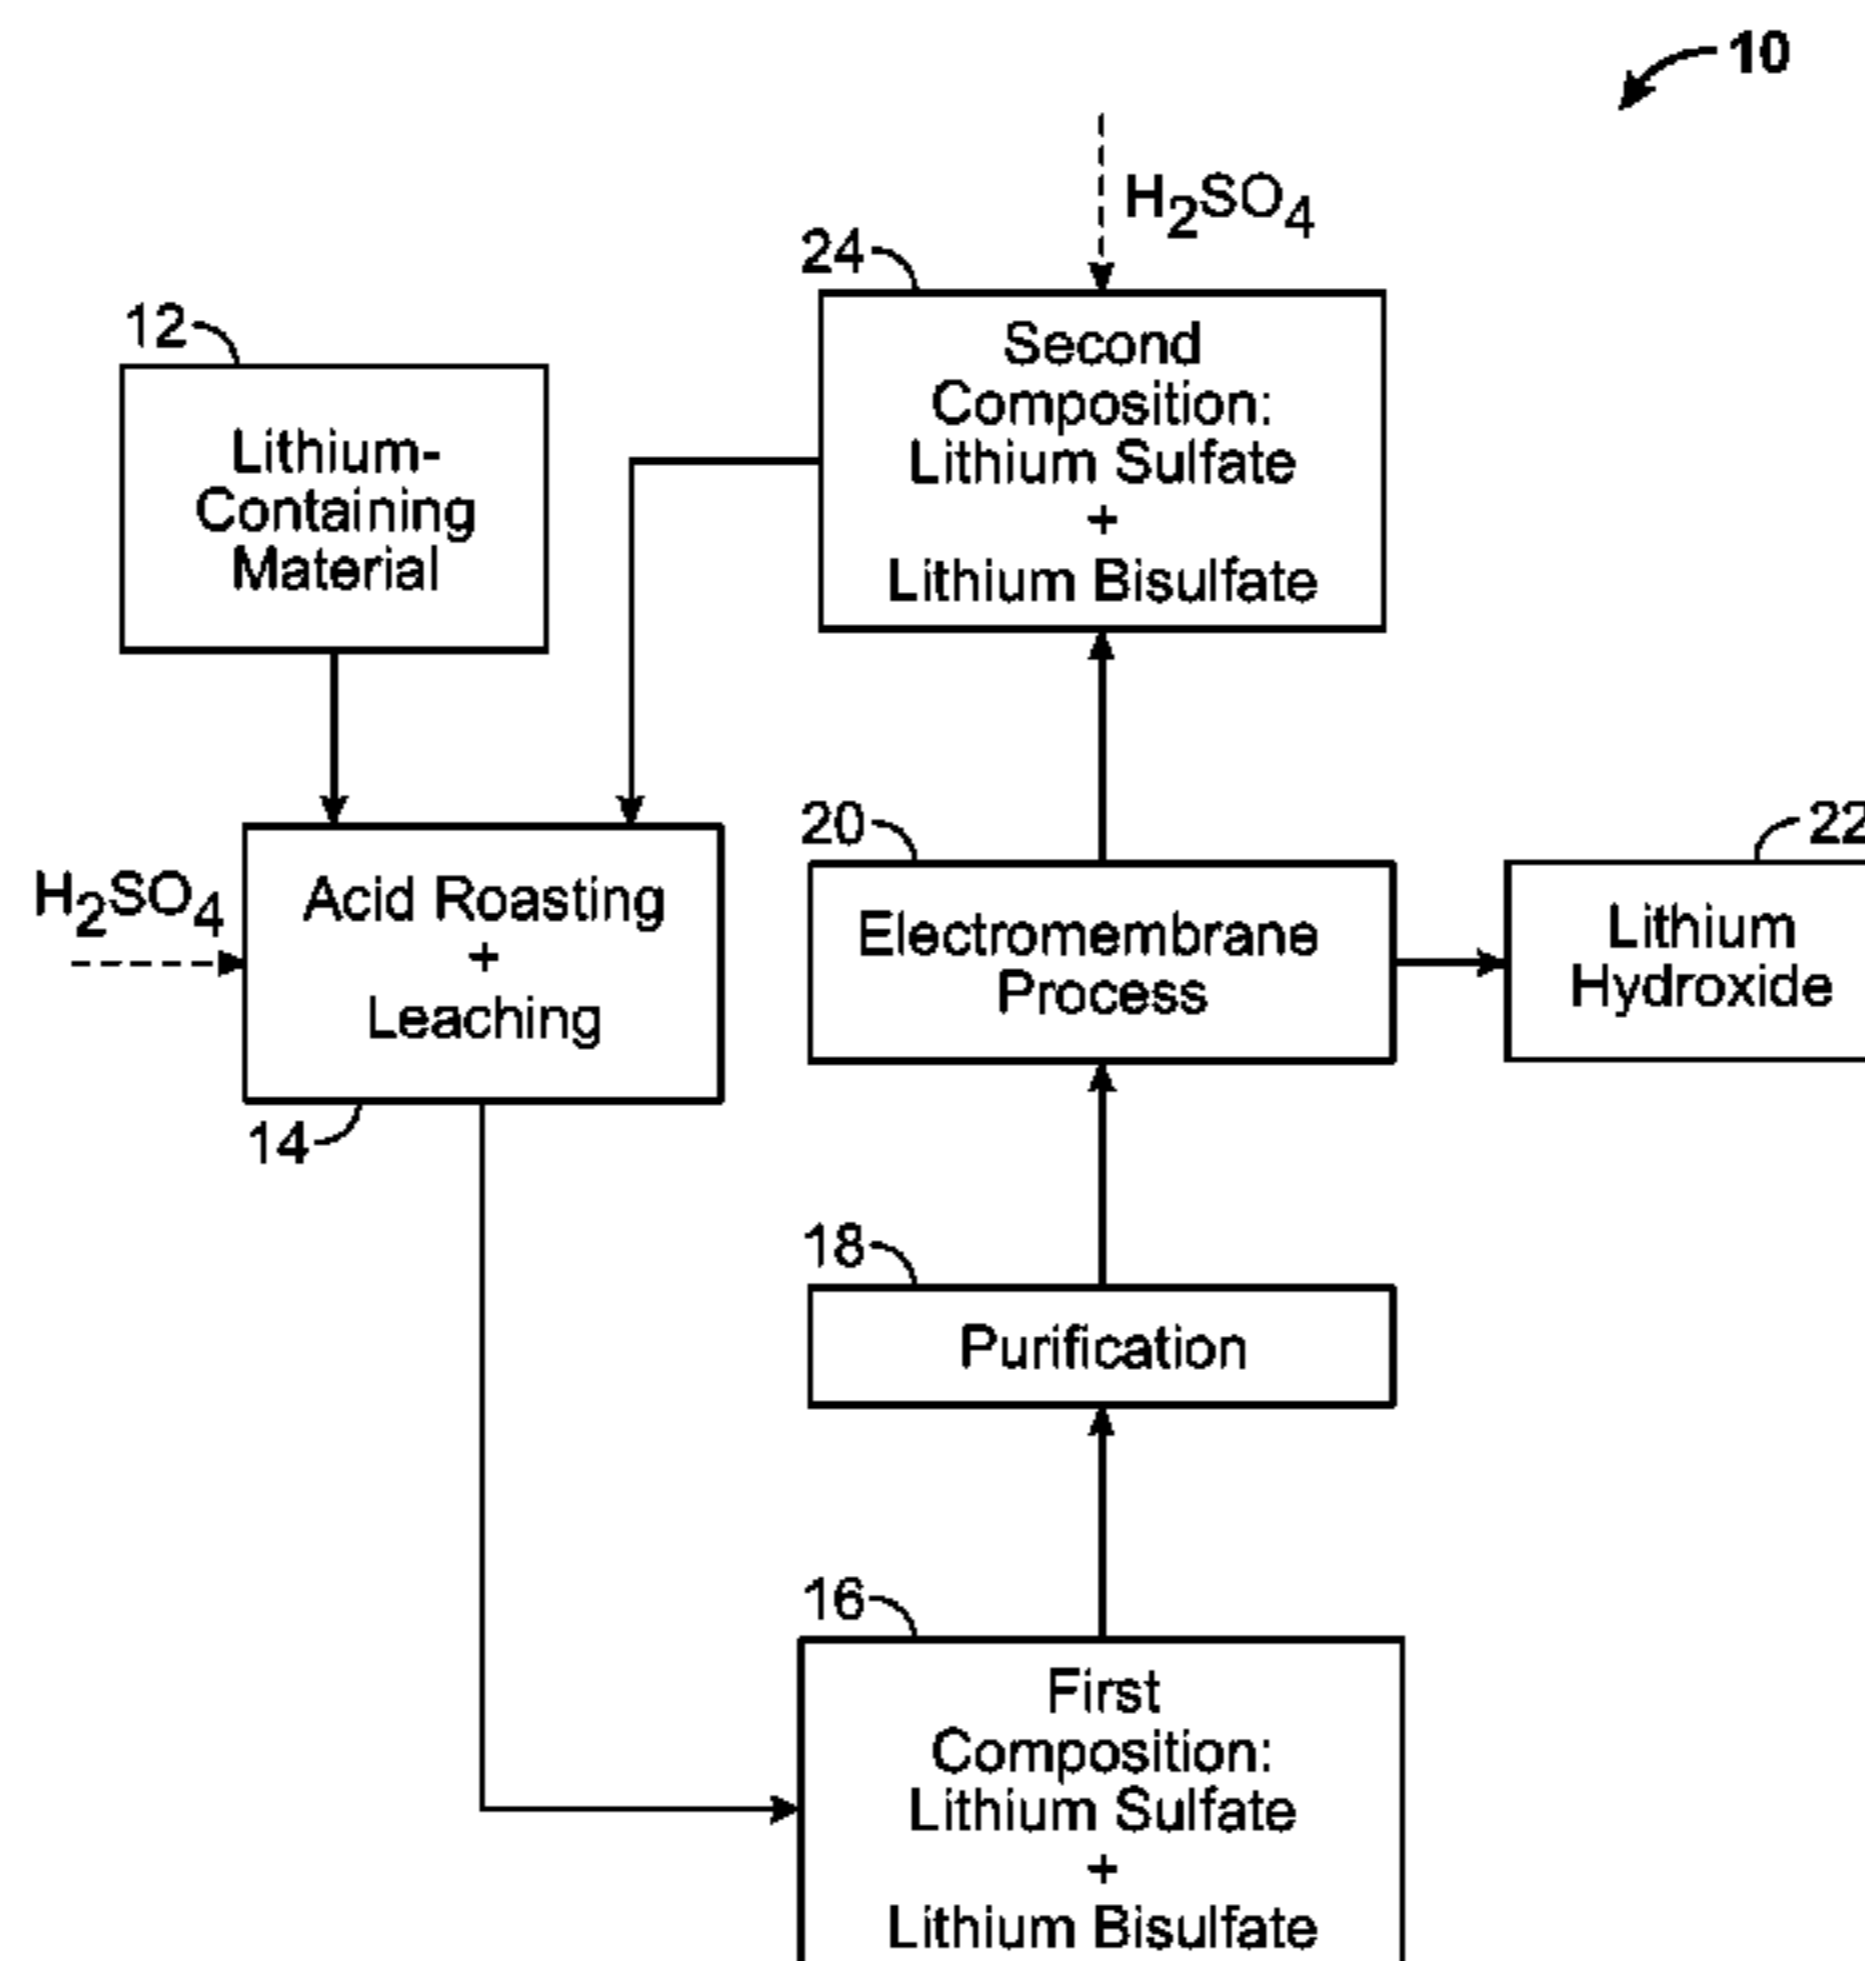 10
H2SO4
24
Second
Composition:
Lithium Sulfate
+
Lithium Bisulfate
12
Lithium-
Containing
Material
H2SO4
Acid Roasting
+
Leaching
14
20
Electromembrane
Process
22
Lithium
Hydroxide
18
Purification
16
First
Composition:
Lithium Sulfate
+
Lithium Bisulfate